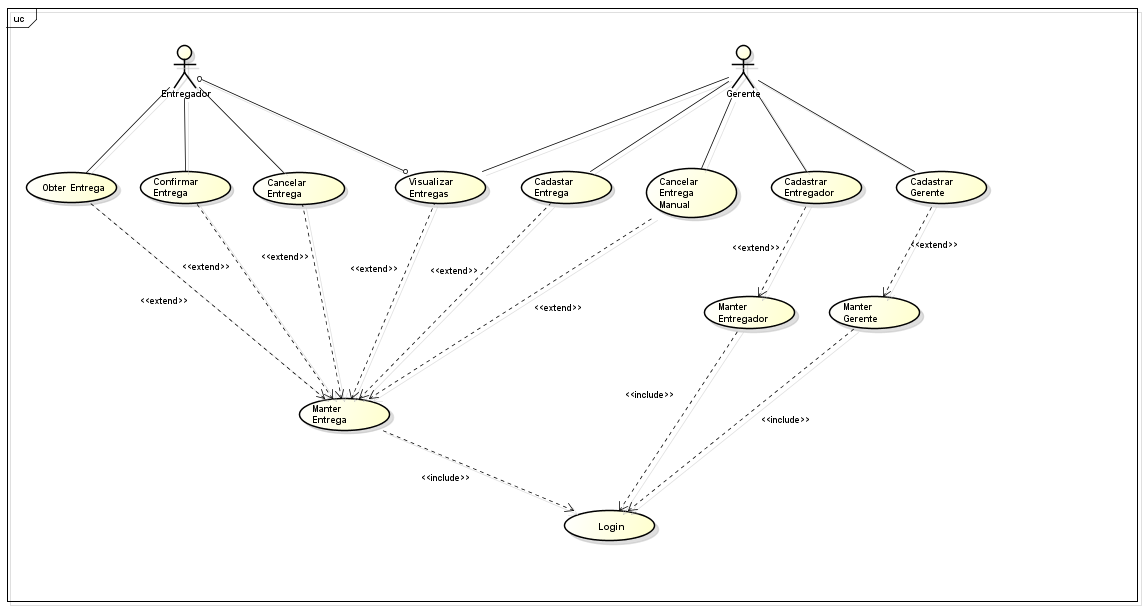 uc
Entregador
Gerente
Obter Entrega
Confirmar
Entrega
Cancelar
Entrega
Visualizar
Entregas
Cadastar
Entrega
Cancelar
Entrega
Manual
Cadastrar
Entregador
Cadastrar
Gerente
<<extend>>
<<extend>>
<<extend>>
<<extend>>
<<extend>>
<<extend>>
<<extend>>
<<extend>>
Manter
Entregador
Manter
Gerente
<<include>>
Manter
Entrega
<<include>>
<<include>>
Login